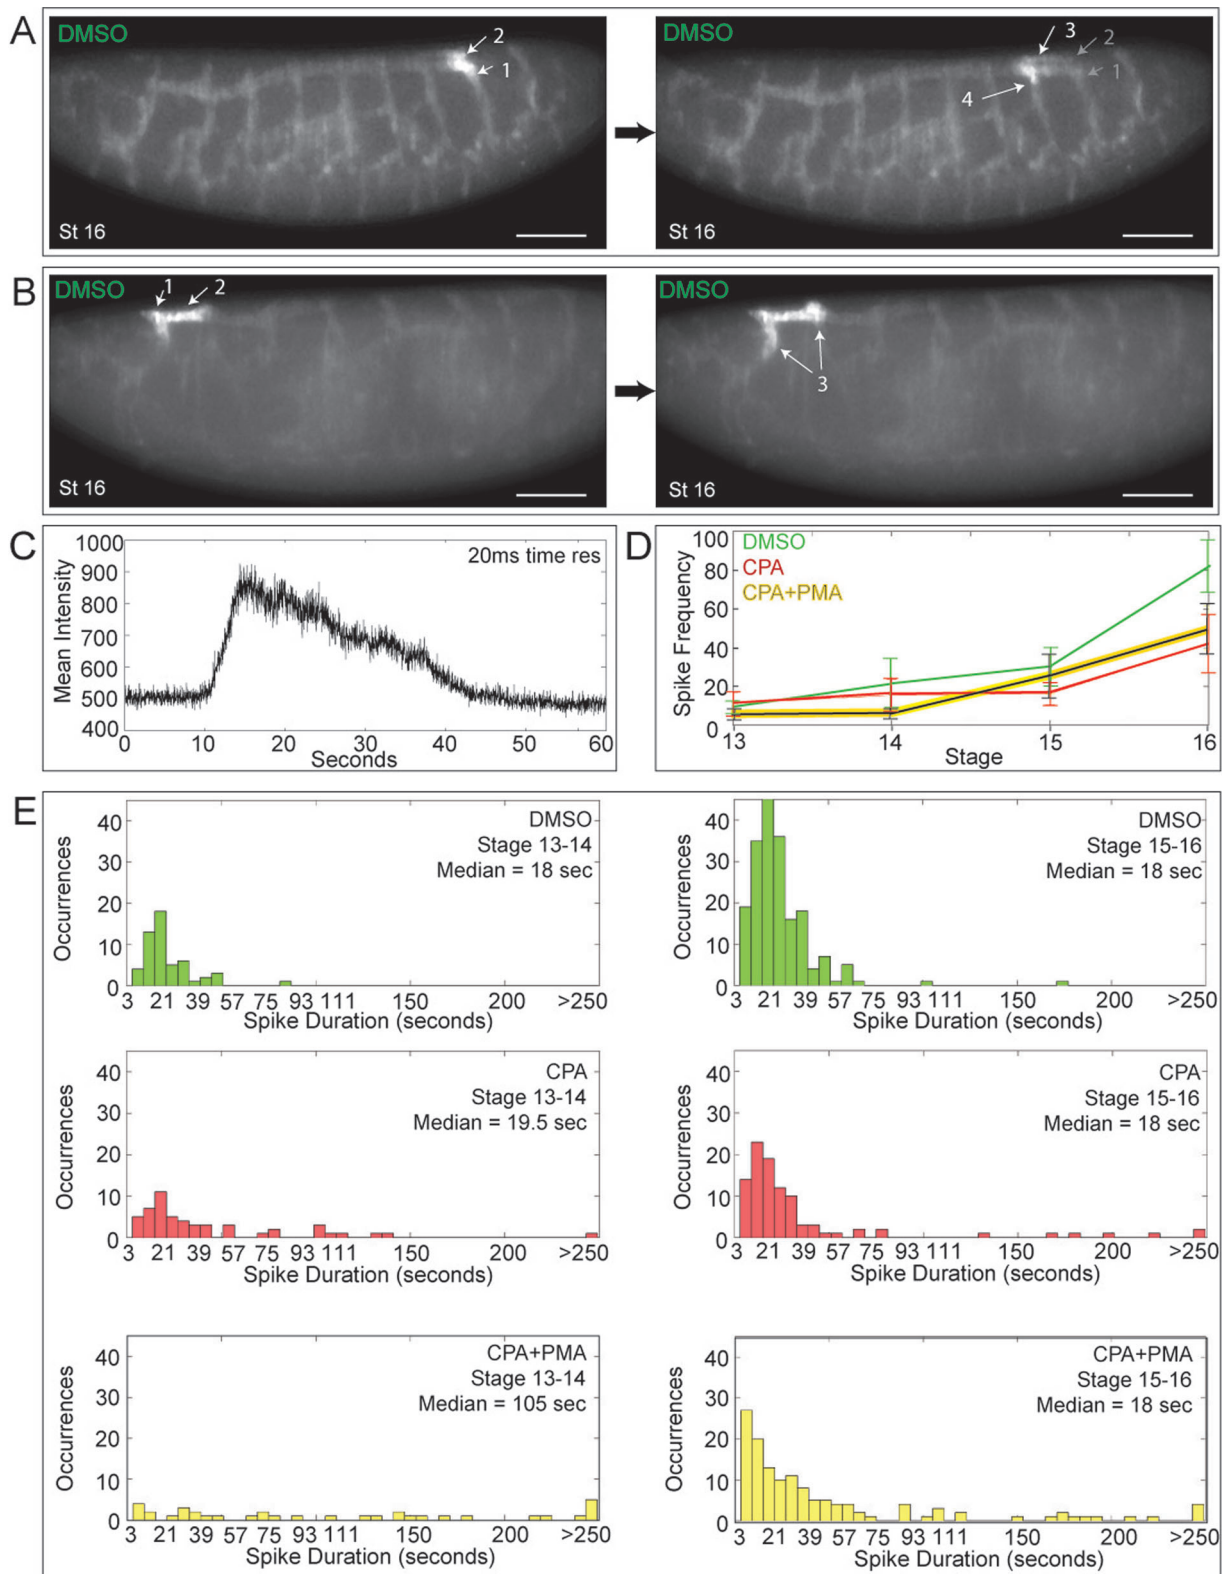 A
DMSO
2
1
St 16
DMSO
3
2
1
4
St 16
B
DMSO
1
2
St 16
DMSO
3
St 16
C
1000
900
800
700
600
500
400
Mean Intensity
20ms time res
0 10 20 30 40 50 60
Seconds
D
100
80
60
40
20
0
Spike Frequency
DMSO
CPA
CPA+PMA
13 14 15 16
Stage
E
40
30
20
10
0
Occurrences
DMSO
Stage 13-14
Median = 18 sec
3 21 39 57 75 93 111 150 200 >250
Spike Duration (seconds)
40
30
20
10
0
Occurrences
DMSO
Stage 15-16
Median = 18 sec
3 21 39 57 75 93 111 150 200 >250
Spike Duration (seconds)
40
30
20
10
0
Occurrences
CPA
Stage 13-14
Median = 19.5 sec
3 21 39 57 75 93 111 150 200 >250
Spike Duration (seconds)
40
30
20
10
0
Occurrences
CPA
Stage 15-16
Median = 18 sec
3 21 39 57 75 93 111 150 200 >250
Spike Duration (seconds)
40
30
20
10
0
Occurrences
CPA+PMA
Stage 13-14
Median = 105 sec
3 21 39 57 75 93 111 150 200 >250
Spike Duration (seconds)
40
30
20
10
0
Occurrences
CPA+PMA
Stage 15-16
Median = 18 sec
3 21 39 57 75 93 111 150 200 >250
Spike Duration (seconds)